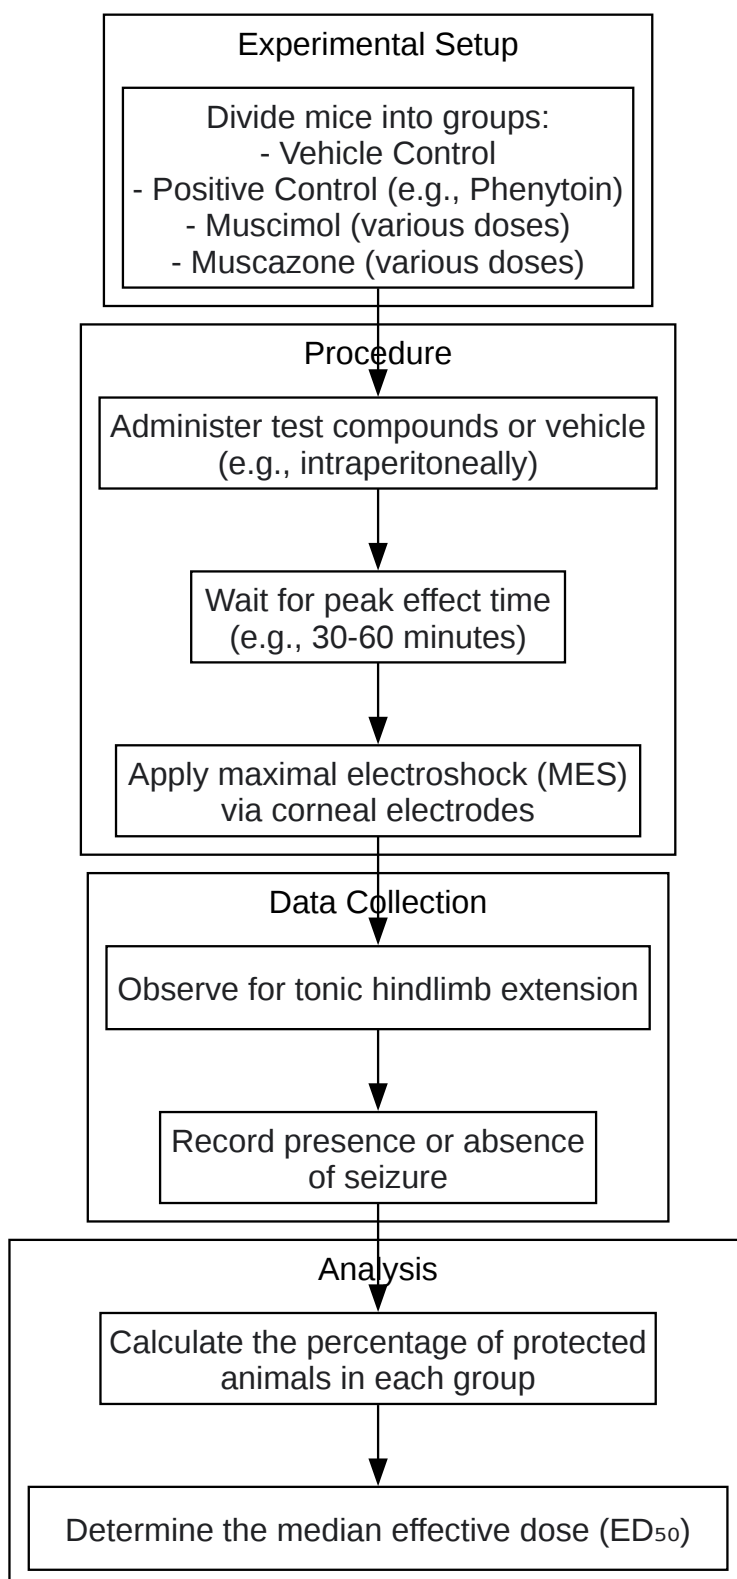 Experimental Setup
Divide mice into groups:
- Vehicle Control
- Positive Control (e.g., Phenytoin)
- Muscimol (various doses)
- Muscazone (various doses)
Procedure
Administer test compounds or vehicle
(e.g., intraperitoneally)
Wait for peak effect time
(e.g., 30-60 minutes)
Apply maximal electroshock (MES)
via corneal electrodes
Data Collection
Observe for tonic hindlimb extension
Record presence or absence
of seizure
Analysis
Calculate the percentage of protected
animals in each group
Determine the median effective dose (ED₅₀)